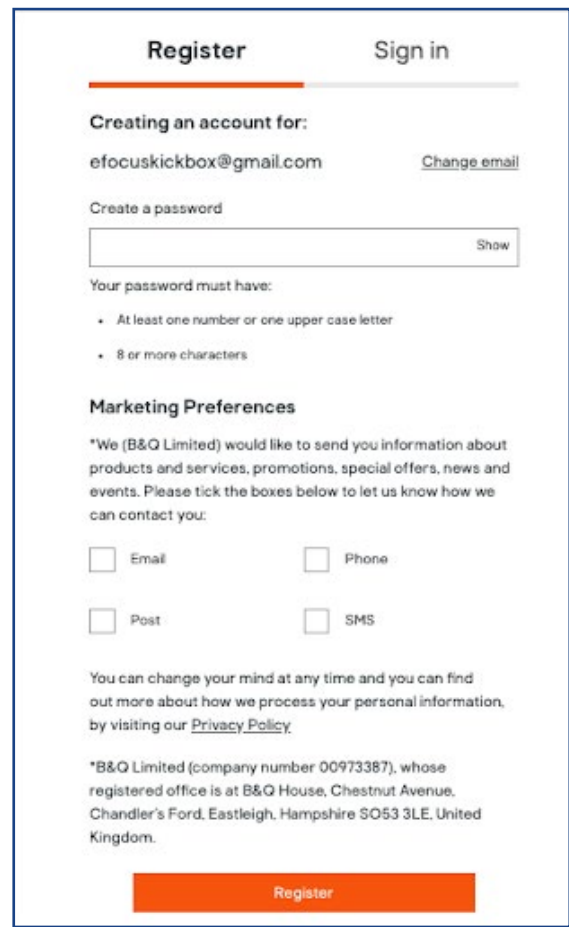 Register Sign in
Creating an account for:
efocuskickbox@gmail.com Change email
Create a password
Show
Your password must have:
• At least one number or one upper case letter
• 8 or more characters
Marketing Preferences
*We (B&Q Limited) would like to send you information about
products and services, promotions, special offers, news and
events. Please tick the boxes below to let us know how we
can contact you:
Email Phone
Post SMS
You can change your mind at any time and you can find
out more about how we process your personal information,
by visiting our Privacy Policy
*B&Q Limited (company number 00973387), whose
registered office is at B&Q House, Chestnut Avenue,
Chandler's Ford, Eastleigh, Hampshire SO53 3LE, United
Kingdom.
Register